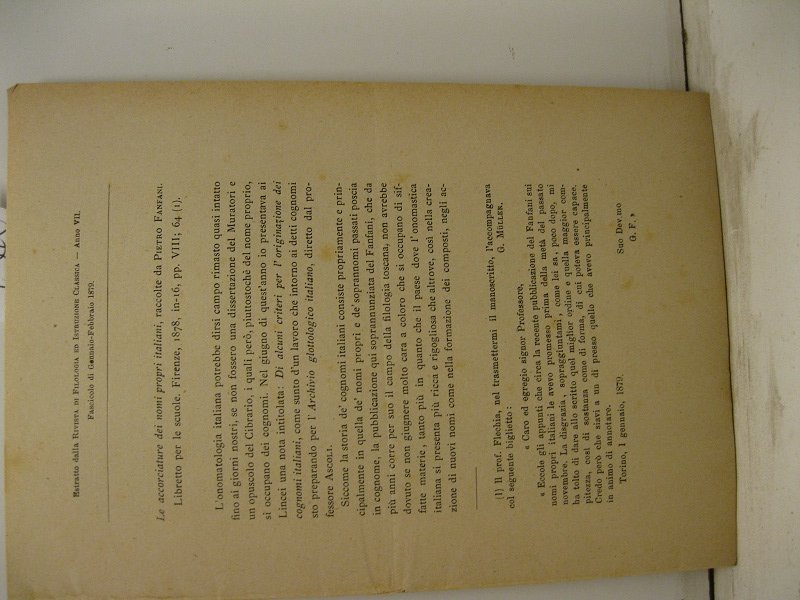 Estratto dalla RIVISTA DI FILOLOGIA ED ISTRUZIONE CLASSICA — ANNO VII.
Fascicolo di Gennaio-Febbraio 1879.
Le accorciature dei nomi propri italiani, raccolte da PIETRO FANFANI.
Libretto per le scuole. Firenze, 1878, in-16, pp. VIII; 64 (1).
L'onomatologia italiana potrebbe dirsi campo rimasto quasi intatto
fino ai giorni nostri, se non fossero una dissertazione del Muratori e
un opuscolo del Cibrario, i quali però, piuttostochè del nome proprio,
si occupano dei cognomi. Nel giugno di quest'anno io presentava ai
Lincei una nota intitolata: Di alcuni criteri per l'originazione dei
cognomi italiani, come sunto d'un lavoro che intorno ai detti cognomi
sto preparando per l'Archivio glottologico italiano, diretto dal pro-
fessore ASCOLI.
Siccome la storia de' cognomi italiani consiste propriamente e prin-
cipalmente in quella de' nomi propri e de' soprannomi passati poscia
in cognome, la pubblicazione qui soprannunziata del Fanfani, che da
più anni corre per suo il campo della filologia toscana, non avrebbe
dovuto se non giugnere molto cara a coloro che si occupano di sif-
fatte materie, tanto più in quanto che il paese dove l'onomastica
italiana si presenta più ricca e rigogliosa che altrove, così nella crea-
zione di nuovi nomi come nella formazione dei composti, negli ac-
(1) Il prof. Flechia, nel trasmettermi il manoscritto, l'accompagnava
col seguente biglietto:
G. MÜLLER.
« Caro ed egregio signor Professore,
« Eccole gli appunti che circa la recente pubblicazione del Fanfani sui
nomi propri italiani le avevo promesso prima della metà del passato
novembre. La disgrazia, sopraggiuntami, come lei sa, poco dopo, mi
ha tolto di dare allo scritto quel miglior ordine e quella maggior com-
pitezza, così di sostanza come di forma, di cui poteva essere capace.
Credo però che siavi a un di presso quello che avevo principalmente
in animo di annotare.
Torino, 1 gennaio, 1879.
Suo Dev.mo
G. F. »